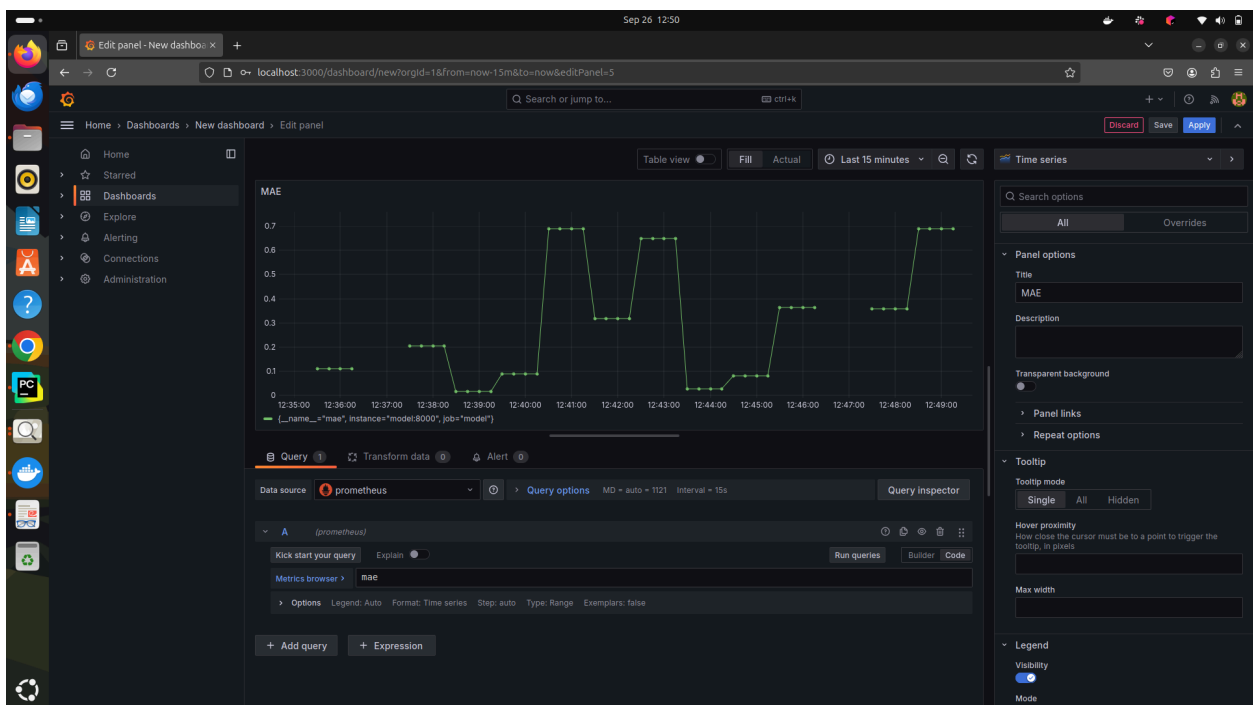 Sep 26 12:50
Edit panel - New dashboa
localhost:3000/dashboard/new?orgId=1&from=now-15m&to=now&editPanel=5
Search or jump to...
ctrl+k
Home › Dashboards › New dashboard › Edit panel
Discard
Save
Apply
Home
Starred
Dashboards
Explore
Alerting
Connections
Administration
Table view
Fill
Actual
Last 15 minutes
MAE
0.7
0.6
0.5
0.4
0.3
0.2
0.1
0
12:35:00 12:36:00 12:37:00 12:38:00 12:39:00 12:40:00 12:41:00 12:42:00 12:43:00 12:44:00 12:45:00 12:46:00 12:47:00 12:48:00 12:49:00
{__name__="mae", instance="model:8000", job="model"}
Query 1
Transform data 0
Alert 0
Data source
prometheus
Query options
MD = auto = 1121 Interval = 15s
Query inspector
A (prometheus)
Kick start your query
Explain
Run queries
Builder
Code
Metrics browser >
mae
Options Legend: Auto Format: Time series Step: auto Type: Range Exemplars: false
+ Add query
+ Expression
Time series
Search options
All
Overrides
Panel options
Title
MAE
Description
Transparent background
Panel links
Repeat options
Tooltip
Tooltip mode
Single
All
Hidden
Hover proximity
How close the cursor must be to a point to trigger the
tooltip, in pixels
Max width
Legend
Visibility
Mode
PC